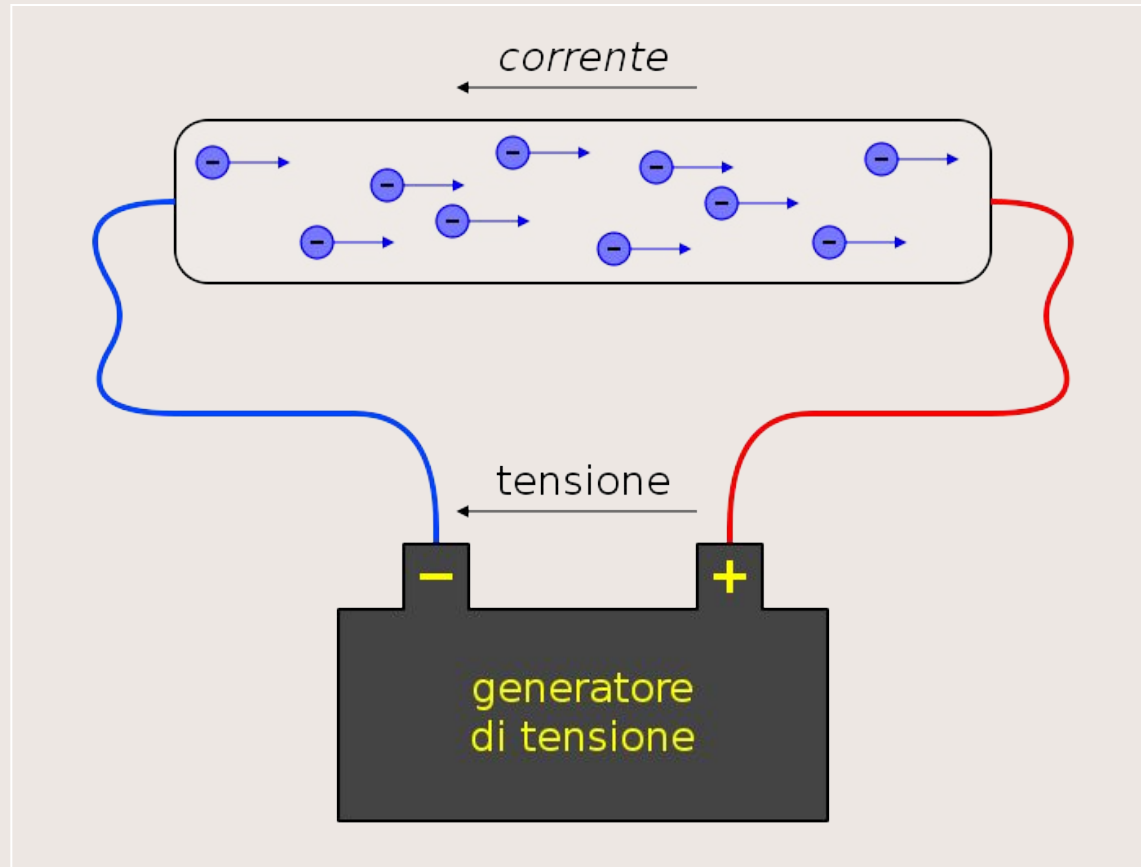 corrente
tensione
− +
generatore
di tensione